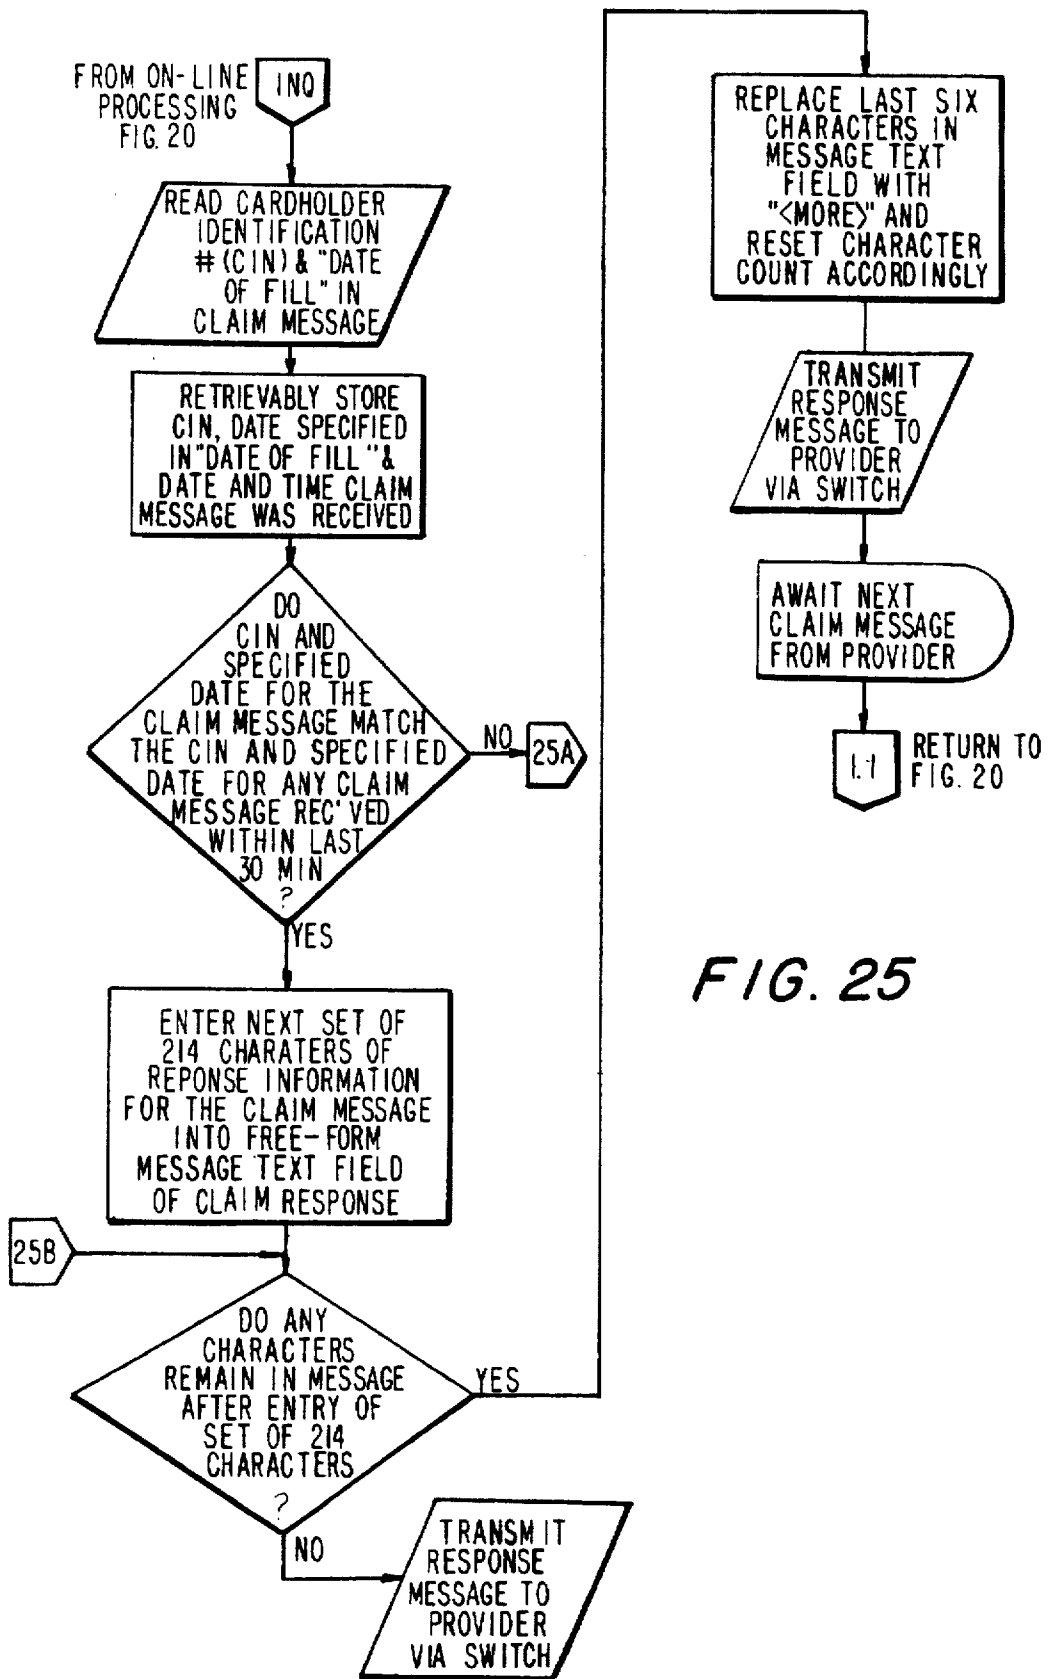 FROM ON-LINE
PROCESSING
FIG. 20
INQ
READ CARDHOLDER
IDENTIFICATION
# (CIN) & "DATE
OF FILL" IN
CLAIM MESSAGE
RETRIEVABLY STORE
CIN, DATE SPECIFIED
IN "DATE OF FILL" &
DATE AND TIME CLAIM
MESSAGE WAS RECEIVED
DO
CIN AND
SPECIFIED
DATE FOR THE
CLAIM MESSAGE MATCH
THE CIN AND SPECIFIED
DATE FOR ANY CLAIM
MESSAGE REC'VED
WITHIN LAST
30 MIN
?
NO
25A
YES
ENTER NEXT SET OF
214 CHARATERS OF
REPONSE INFORMATION
FOR THE CLAIM MESSAGE
INTO FREE-FORM
MESSAGE TEXT FIELD
OF CLAIM RESPONSE
25B
DO ANY
CHARACTERS
REMAIN IN MESSAGE
AFTER ENTRY OF
SET OF 214
CHARACTERS
?
YES
NO
TRANSMIT
RESPONSE
MESSAGE TO
PROVIDER
VIA SWITCH
REPLACE LAST SIX
CHARACTERS IN
MESSAGE TEXT
FIELD WITH
"<MORE>" AND
RESET CHARACTER
COUNT ACCORDINGLY
TRANSMIT
RESPONSE
MESSAGE TO
PROVIDER
VIA SWITCH
AWAIT NEXT
CLAIM MESSAGE
FROM PROVIDER
RETURN TO
FIG. 20
FIG. 25